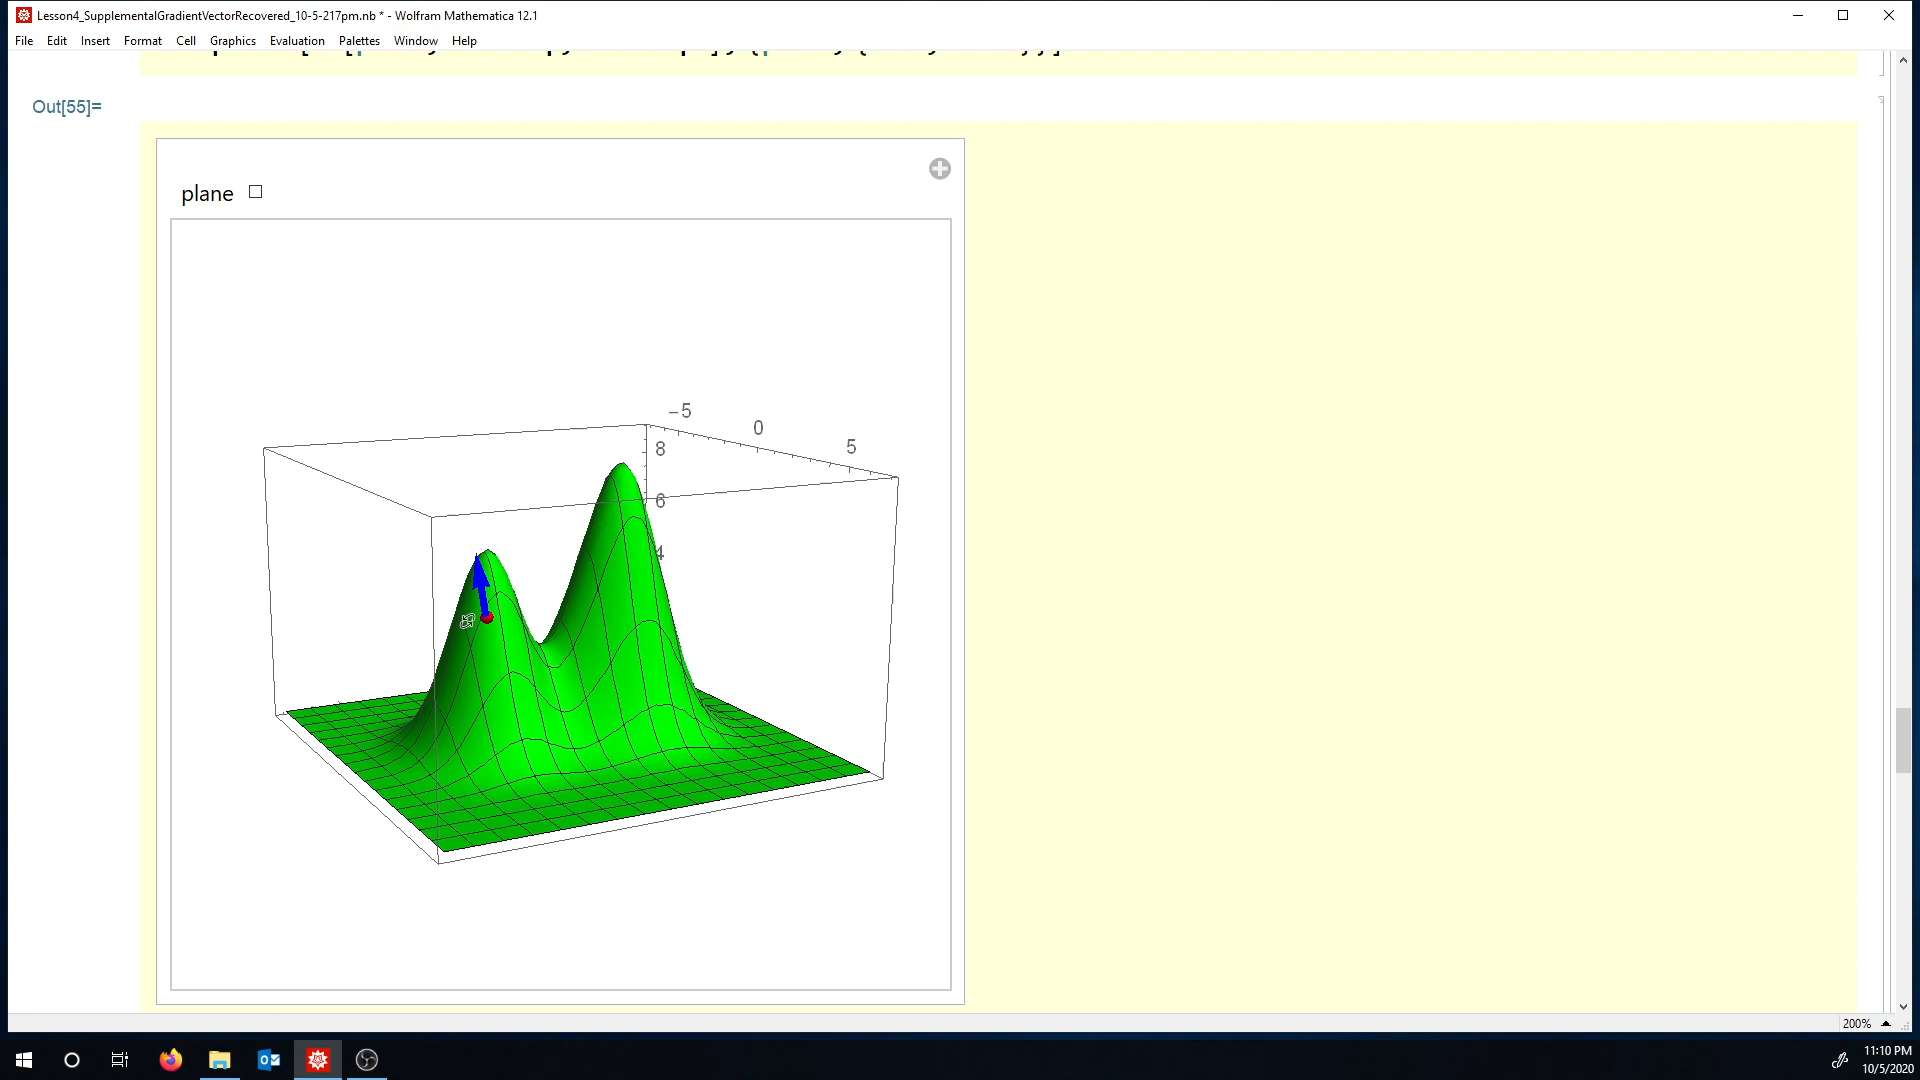 Lesson4_SupplementalGradientVectorRecovered_10-5-217pm.nb * - Wolfram Mathematica 12.1
File Edit Insert Format Cell Graphics Evaluation Palettes Window Help
Out[55]=
plane
-5
0
5
8
6
4
200%
11:10 PM
10/5/2020